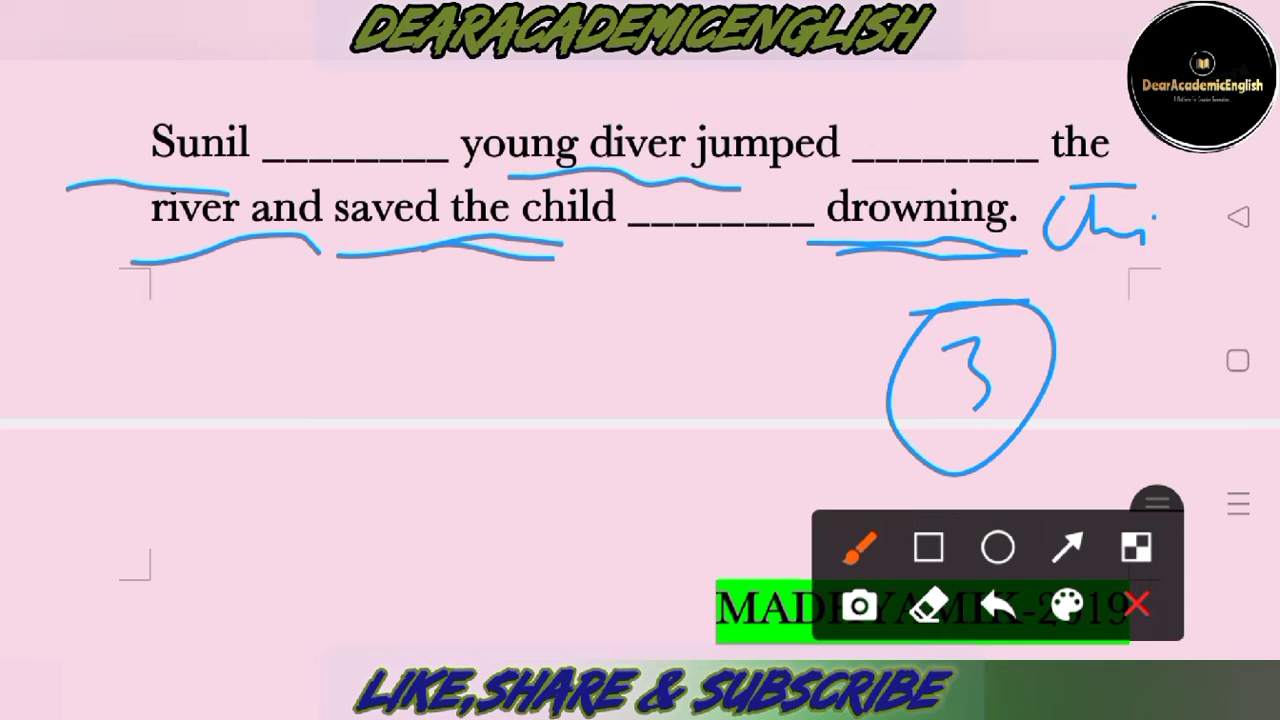 DEARACADEMICENGLISH
DearAcademicEnglish
Sunil ________ young diver jumped ________ the
river and saved the child ________ drowning.
3
MADHYAMIK-2019
LIKE,SHARE & SUBSCRIBE